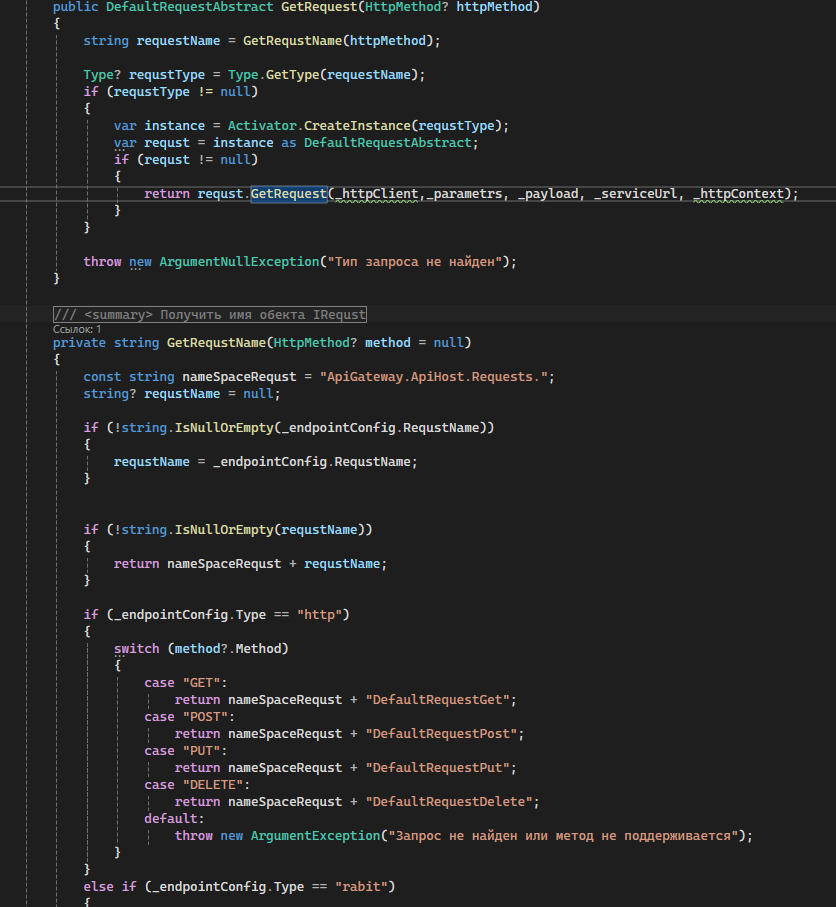 public DefaultRequestAbstract GetRequest(HttpMethod? httpMethod)
{
string requestName = GetRequstName(httpMethod);
Type? requstType = Type.GetType(requestName);
if (requstType != null)
{
var instance = Activator.CreateInstance(requstType);
var requst = instance as DefaultRequestAbstract;
if (requst != null)
{
return requst.GetRequest(_httpClient,_parametrs, _payload, _serviceUrl, _httpContext);
}
}
throw new ArgumentNullException("Тип запроса не найден");
}
/// <summary> Получить имя обекта IRequst
Ссылок: 1
private string GetRequstName(HttpMethod? method = null)
{
const string nameSpaceRequst = "ApiGateway.ApiHost.Requests.";
string? requstName = null;
if (!string.IsNullOrEmpty(_endpointConfig.RequstName))
{
requstName = _endpointConfig.RequstName;
}
if (!string.IsNullOrEmpty(requstName))
{
return nameSpaceRequst + requstName;
}
if (_endpointConfig.Type == "http")
{
switch (method?.Method)
{
case "GET":
return nameSpaceRequst + "DefaultRequestGet";
case "POST":
return nameSpaceRequst + "DefaultRequestPost";
case "PUT":
return nameSpaceRequst + "DefaultRequestPut";
case "DELETE":
return nameSpaceRequst + "DefaultRequestDelete";
default:
throw new ArgumentException("Запрос не найден или метод не поддерживается");
}
}
else if (_endpointConfig.Type == "rabit")
{